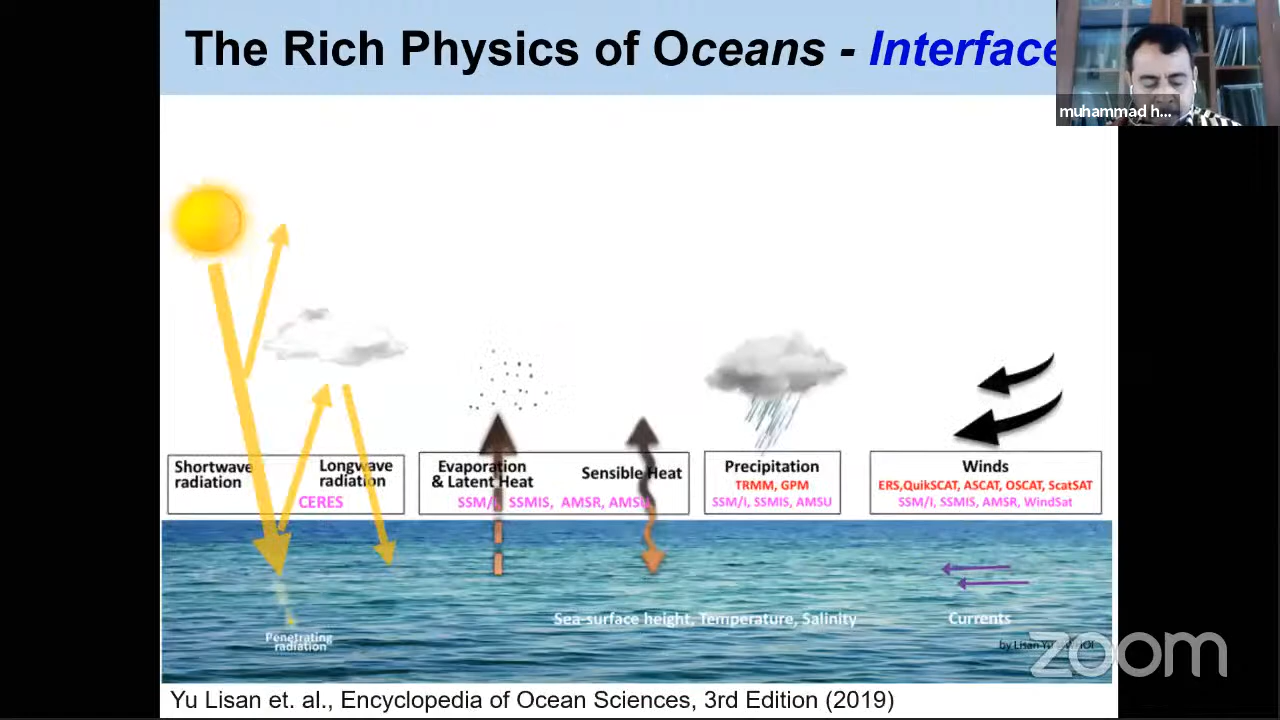 The Rich Physics of Oceans - Interface
muhammad h...
Shortwave radiation
Longwave radiation
CERES
Evaporation & Latent Heat
Sensible Heat
SSM/I, SSMIS, AMSR, AMSU
Precipitation
TRMM, GPM
SSM/I, SSMIS, AMSU
Winds
ERS,QuikSCAT, ASCAT, OSCAT, ScatSAT
SSM/I, SSMIS, AMSR, WindSat
Sea-surface height, Temperature, Salinity
Currents
Penetrating radiation
by Lisan
zoom
Yu Lisan et. al., Encyclopedia of Ocean Sciences, 3rd Edition (2019)